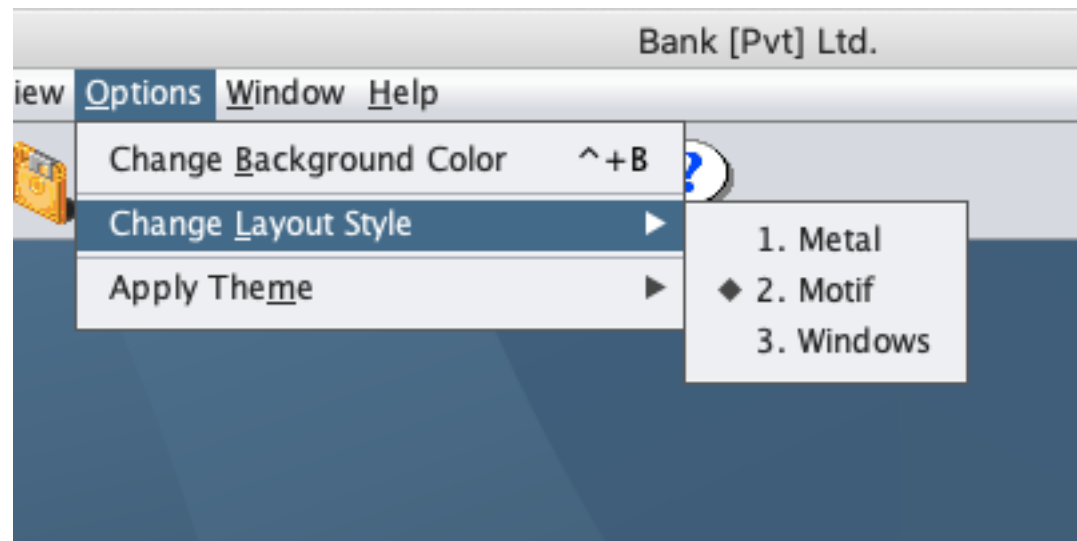 Bank [Pvt] Ltd.
iew Options Window Help
Change Background Color ^+B
?
Change Layout Style
Apply Theme
1. Metal
2. Motif
3. Windows